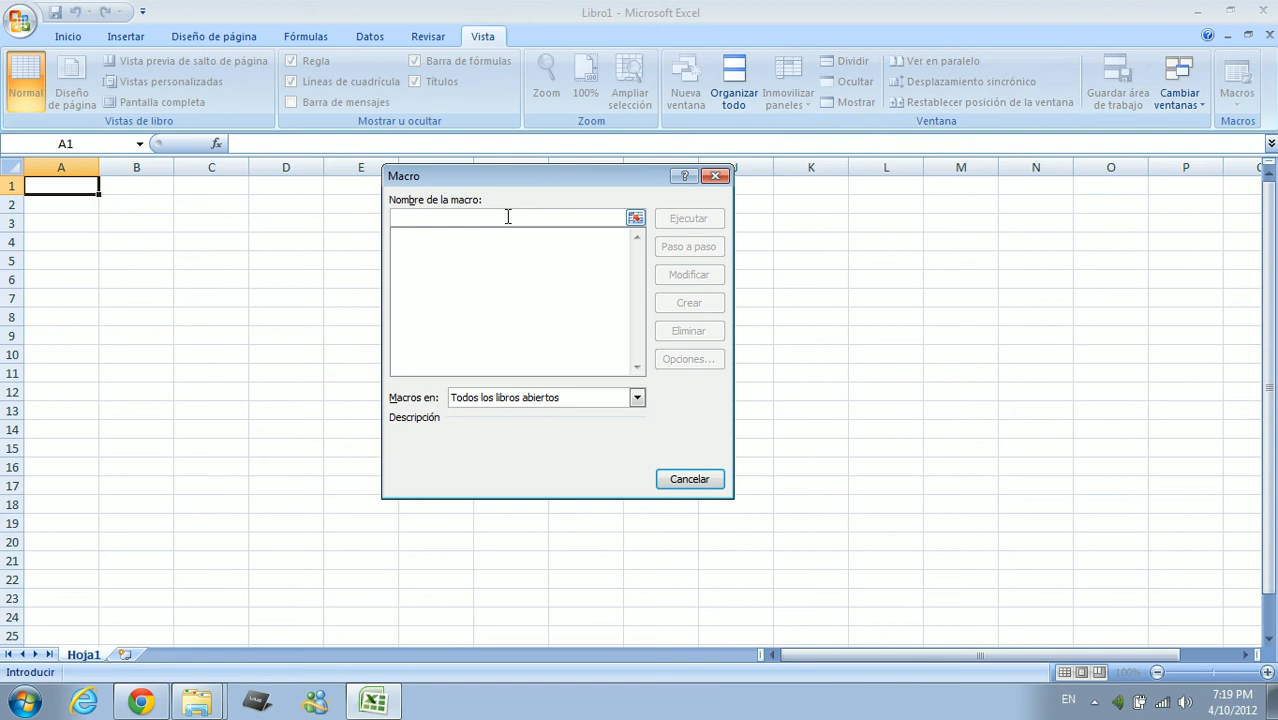 Libro1 - Microsoft Excel
Inicio Insertar Diseño de página Fórmulas Datos Revisar Vista
Normal
Diseño de página
Vista previa de salto de página
Vistas personalizadas
Pantalla completa
Vistas de libro
Regla
Líneas de cuadrícula
Barra de mensajes
Barra de fórmulas
Títulos
Mostrar u ocultar
Zoom
100%
Ampliar selección
Zoom
Nueva ventana
Organizar todo
Inmovilizar paneles
Dividir
Ocultar
Mostrar
Ver en paralelo
Desplazamiento sincrónico
Restablecer posición de la ventana
Guardar área de trabajo
Cambiar ventanas
Ventana
Macros
Macros
A1
fx
A B C D E J K L M N O P
1
2
3
4
5
6
7
8
9
10
11
12
13
14
15
16
17
18
19
20
21
22
23
24
25
Macro
?
Nombre de la macro:
Ejecutar
Paso a paso
Modificar
Crear
Eliminar
Opciones...
Macros en: Todos los libros abiertos
Descripción
Cancelar
Hoja1
Introducir
100%
EN
7:19 PM
4/10/2012